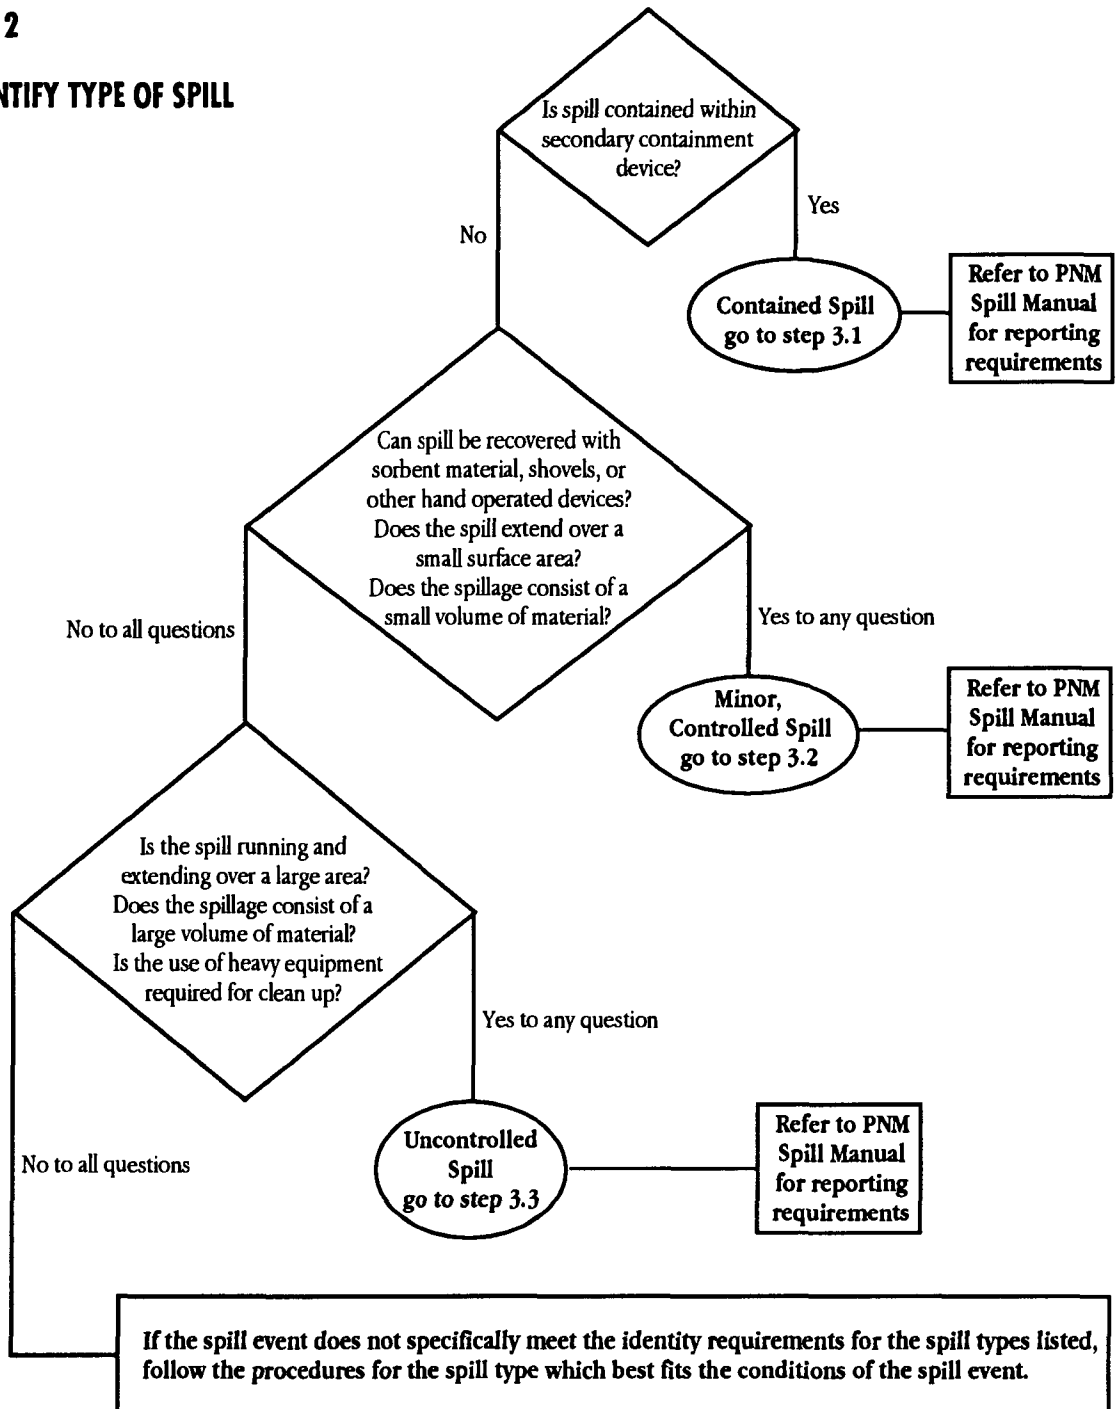 2
NTIFY TYPE OF SPILL
Is spill contained within
secondary containment
device?
No
Yes
Contained Spill
go to step 3.1
Refer to PNM
Spill Manual
for reporting
requirements
Can spill be recovered with
sorbent material, shovels, or
other hand operated devices?
Does the spill extend over a
small surface area?
Does the spillage consist of a
small volume of material?
No to all questions
Yes to any question
Minor,
Controlled Spill
go to step 3.2
Refer to PNM
Spill Manual
for reporting
requirements
Is the spill running and
extending over a large area?
Does the spillage consist of a
large volume of material?
Is the use of heavy equipment
required for clean up?
Yes to any question
No to all questions
Uncontrolled
Spill
go to step 3.3
Refer to PNM
Spill Manual
for reporting
requirements
If the spill event does not specifically meet the identity requirements for the spill types listed,
follow the procedures for the spill type which best fits the conditions of the spill event.